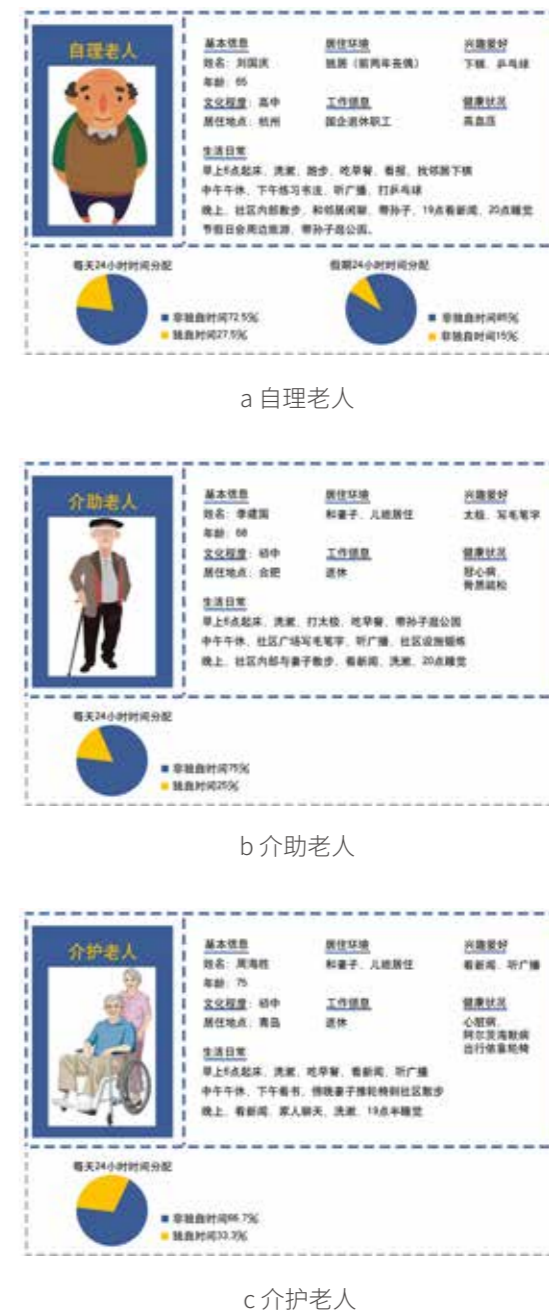 自理老人
基本信息 居住环境 兴趣爱好
姓名：刘国庆 独居（前两年丧偶） 下棋、乒乓球
年龄：65
文化程度：高中 工作信息 健康状况
居住地点：杭州 国企退休职工 高血压
生活日常
早上6点起床、洗漱、跑步、吃早餐、看报、找邻居下棋
中午午休、下午练习书法、听广播、打乒乓球
晚上、社区内部散步、和邻居闲聊、带孙子、19点看新闻、20点睡觉
节假日会周边旅游、带孙子逛公园。
每天24小时时间分配 假期24小时时间分配
非独自时间72.5% 非独自时间85%
独自时间27.5% 非独自时间15%
a 自理老人
介助老人
基本信息 居住环境 兴趣爱好
姓名：李建国 和妻子、儿媳居住 太极、写毛笔字
年龄：68
文化程度：初中 工作信息 健康状况
居住地点：合肥 退休 冠心病、
骨质疏松
生活日常
早上6点起床、洗漱、打太极、吃早餐、带孙子逛公园
中午午休、社区广场写毛笔字、听广播、社区设施锻炼
晚上、社区内部与妻子散步、看新闻、洗漱、20点睡觉
每天24小时时间分配
非独自时间75%
独自时间25%
b 介助老人
介护老人
基本信息 居住环境 兴趣爱好
姓名：周海胜 和妻子、儿媳居住 看新闻、听广播
年龄：75
文化程度：初中 工作信息 健康状况
居住地点：青岛 退休 心脏病、
阿尔茨海默病
出行依靠轮椅
生活日常
早上6点起床、洗漱、吃早餐、看新闻、听广播
中午午休、下午看书、傍晚妻子推轮椅到社区散步
晚上、看新闻、家人聊天、洗漱、19点半睡觉
每天24小时时间分配
非独自时间66.7%
独自时间33.3%
c 介护老人